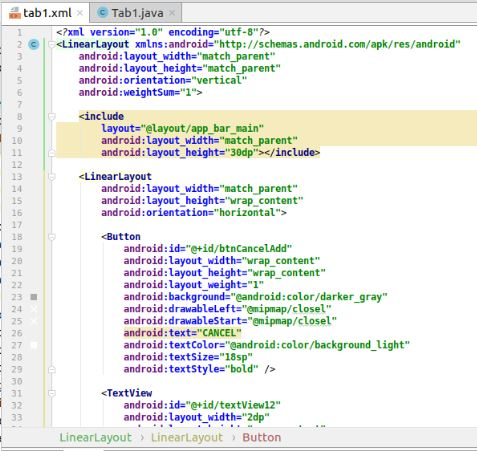 tab1.xml × Tab1.java ×
1 <?xml version="1.0" encoding="utf-8"?>
2 <LinearLayout xmlns:android="http://schemas.android.com/apk/res/android"
3 android:layout_width="match_parent"
4 android:layout_height="match_parent"
5 android:orientation="vertical"
6 android:weightSum="1">
7
8 <include
9 layout="@layout/app_bar_main"
10 android:layout_width="match_parent"
11 android:layout_height="30dp"></include>
12
13 <LinearLayout
14 android:layout_width="match_parent"
15 android:layout_height="wrap_content"
16 android:orientation="horizontal">
17
18 <Button
19 android:id="@+id/btnCancelAdd"
20 android:layout_width="wrap_content"
21 android:layout_height="wrap_content"
22 android:layout_weight="1"
23 android:background="@android:color/darker_gray"
24 android:drawableLeft="@mipmap/closel"
25 android:drawableStart="@mipmap/closel"
26 android:text="CANCEL"
27 android:textColor="@android:color/background_light"
28 android:textSize="18sp"
29 android:textStyle="bold" />
30
31 <TextView
32 android:id="@+id/textView12"
33 android:layout_width="2dp"
LinearLayout › LinearLayout › Button